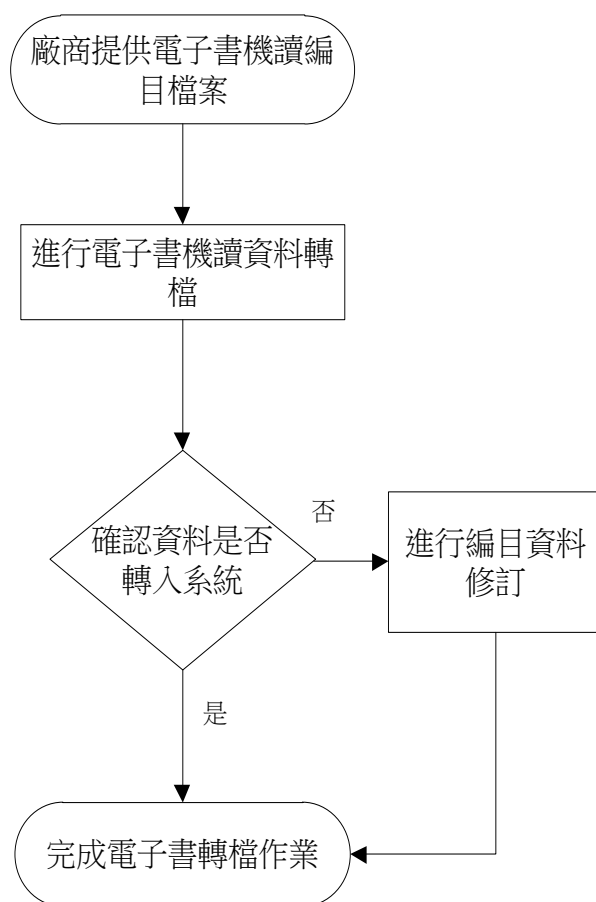 廠商提供電子書機讀編
目檔案
進行電子書機讀資料轉
檔
確認資料是否
轉入系統
否
進行編目資料
修訂
是
完成電子書轉檔作業